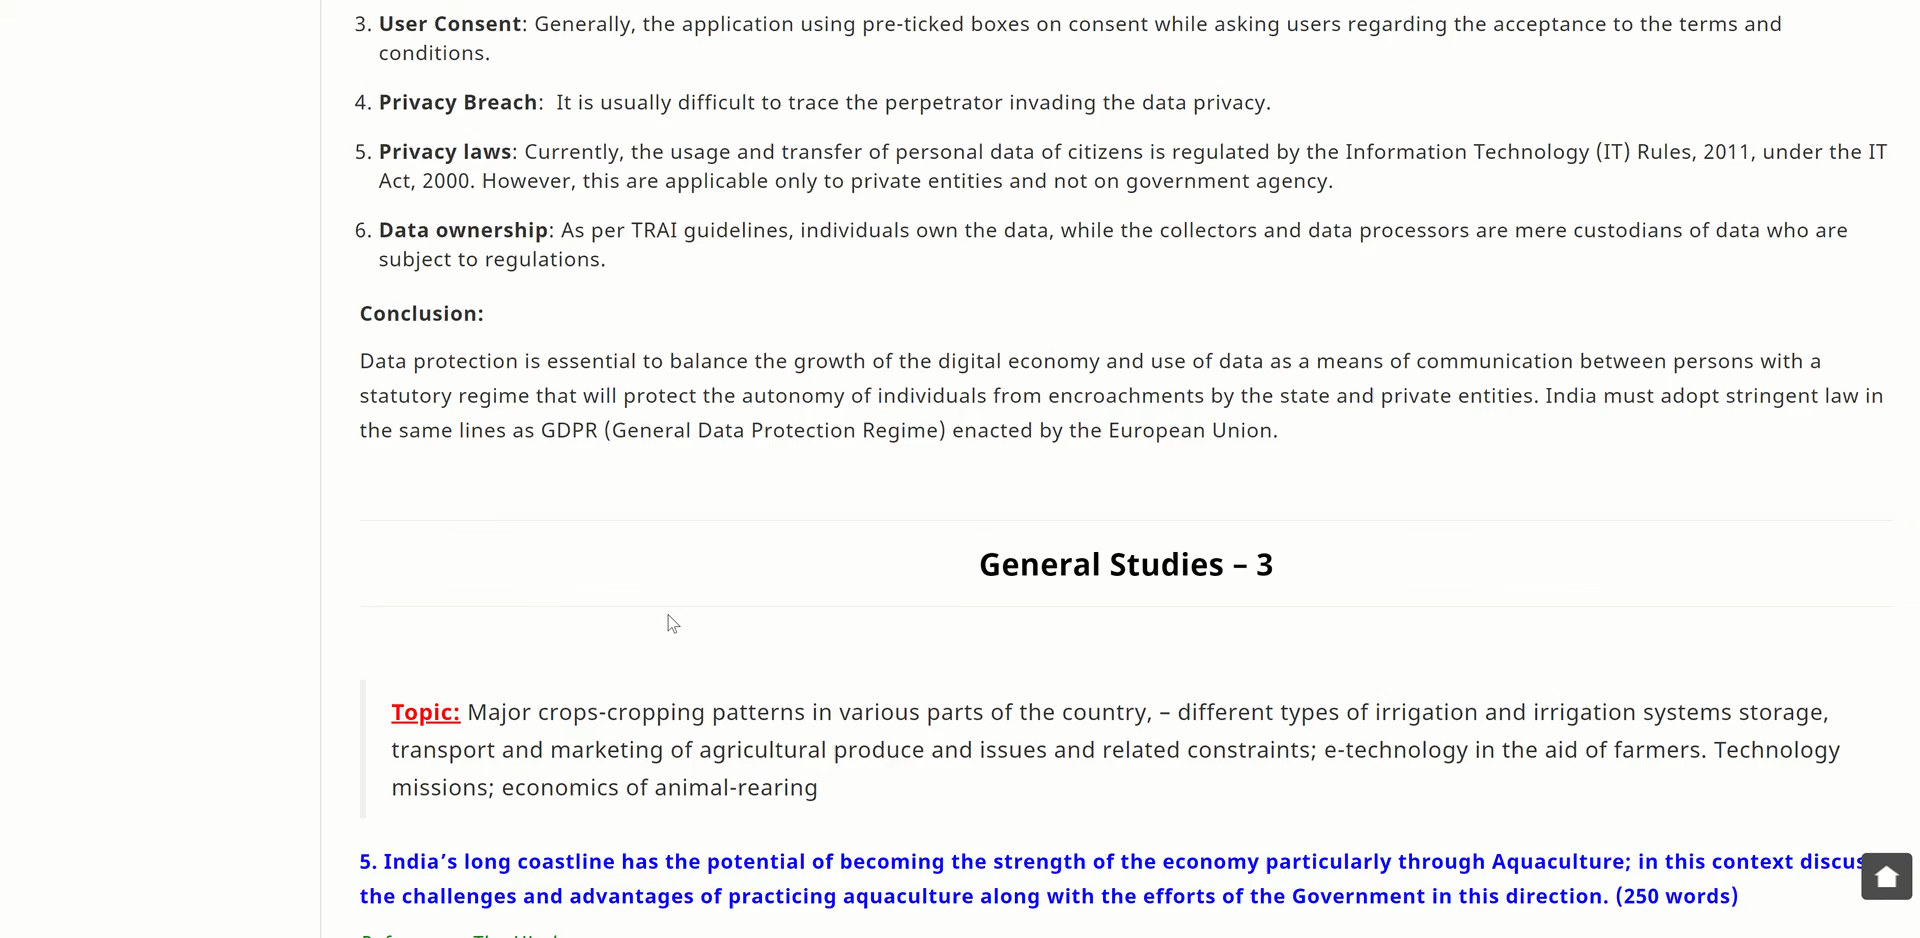 3. User Consent: Generally, the application using pre-ticked boxes on consent while asking users regarding the acceptance to the terms and
conditions.
4. Privacy Breach:  It is usually difficult to trace the perpetrator invading the data privacy.
5. Privacy laws: Currently, the usage and transfer of personal data of citizens is regulated by the Information Technology (IT) Rules, 2011, under the IT
Act, 2000. However, this are applicable only to private entities and not on government agency.
6. Data ownership: As per TRAI guidelines, individuals own the data, while the collectors and data processors are mere custodians of data who are
subject to regulations.
Conclusion:
Data protection is essential to balance the growth of the digital economy and use of data as a means of communication between persons with a
statutory regime that will protect the autonomy of individuals from encroachments by the state and private entities. India must adopt stringent law in
the same lines as GDPR (General Data Protection Regime) enacted by the European Union.
General Studies – 3
Topic: Major crops-cropping patterns in various parts of the country, – different types of irrigation and irrigation systems storage,
transport and marketing of agricultural produce and issues and related constraints; e-technology in the aid of farmers. Technology
missions; economics of animal-rearing
5. India’s long coastline has the potential of becoming the strength of the economy particularly through Aquaculture; in this context discus
the challenges and advantages of practicing aquaculture along with the efforts of the Government in this direction. (250 words)